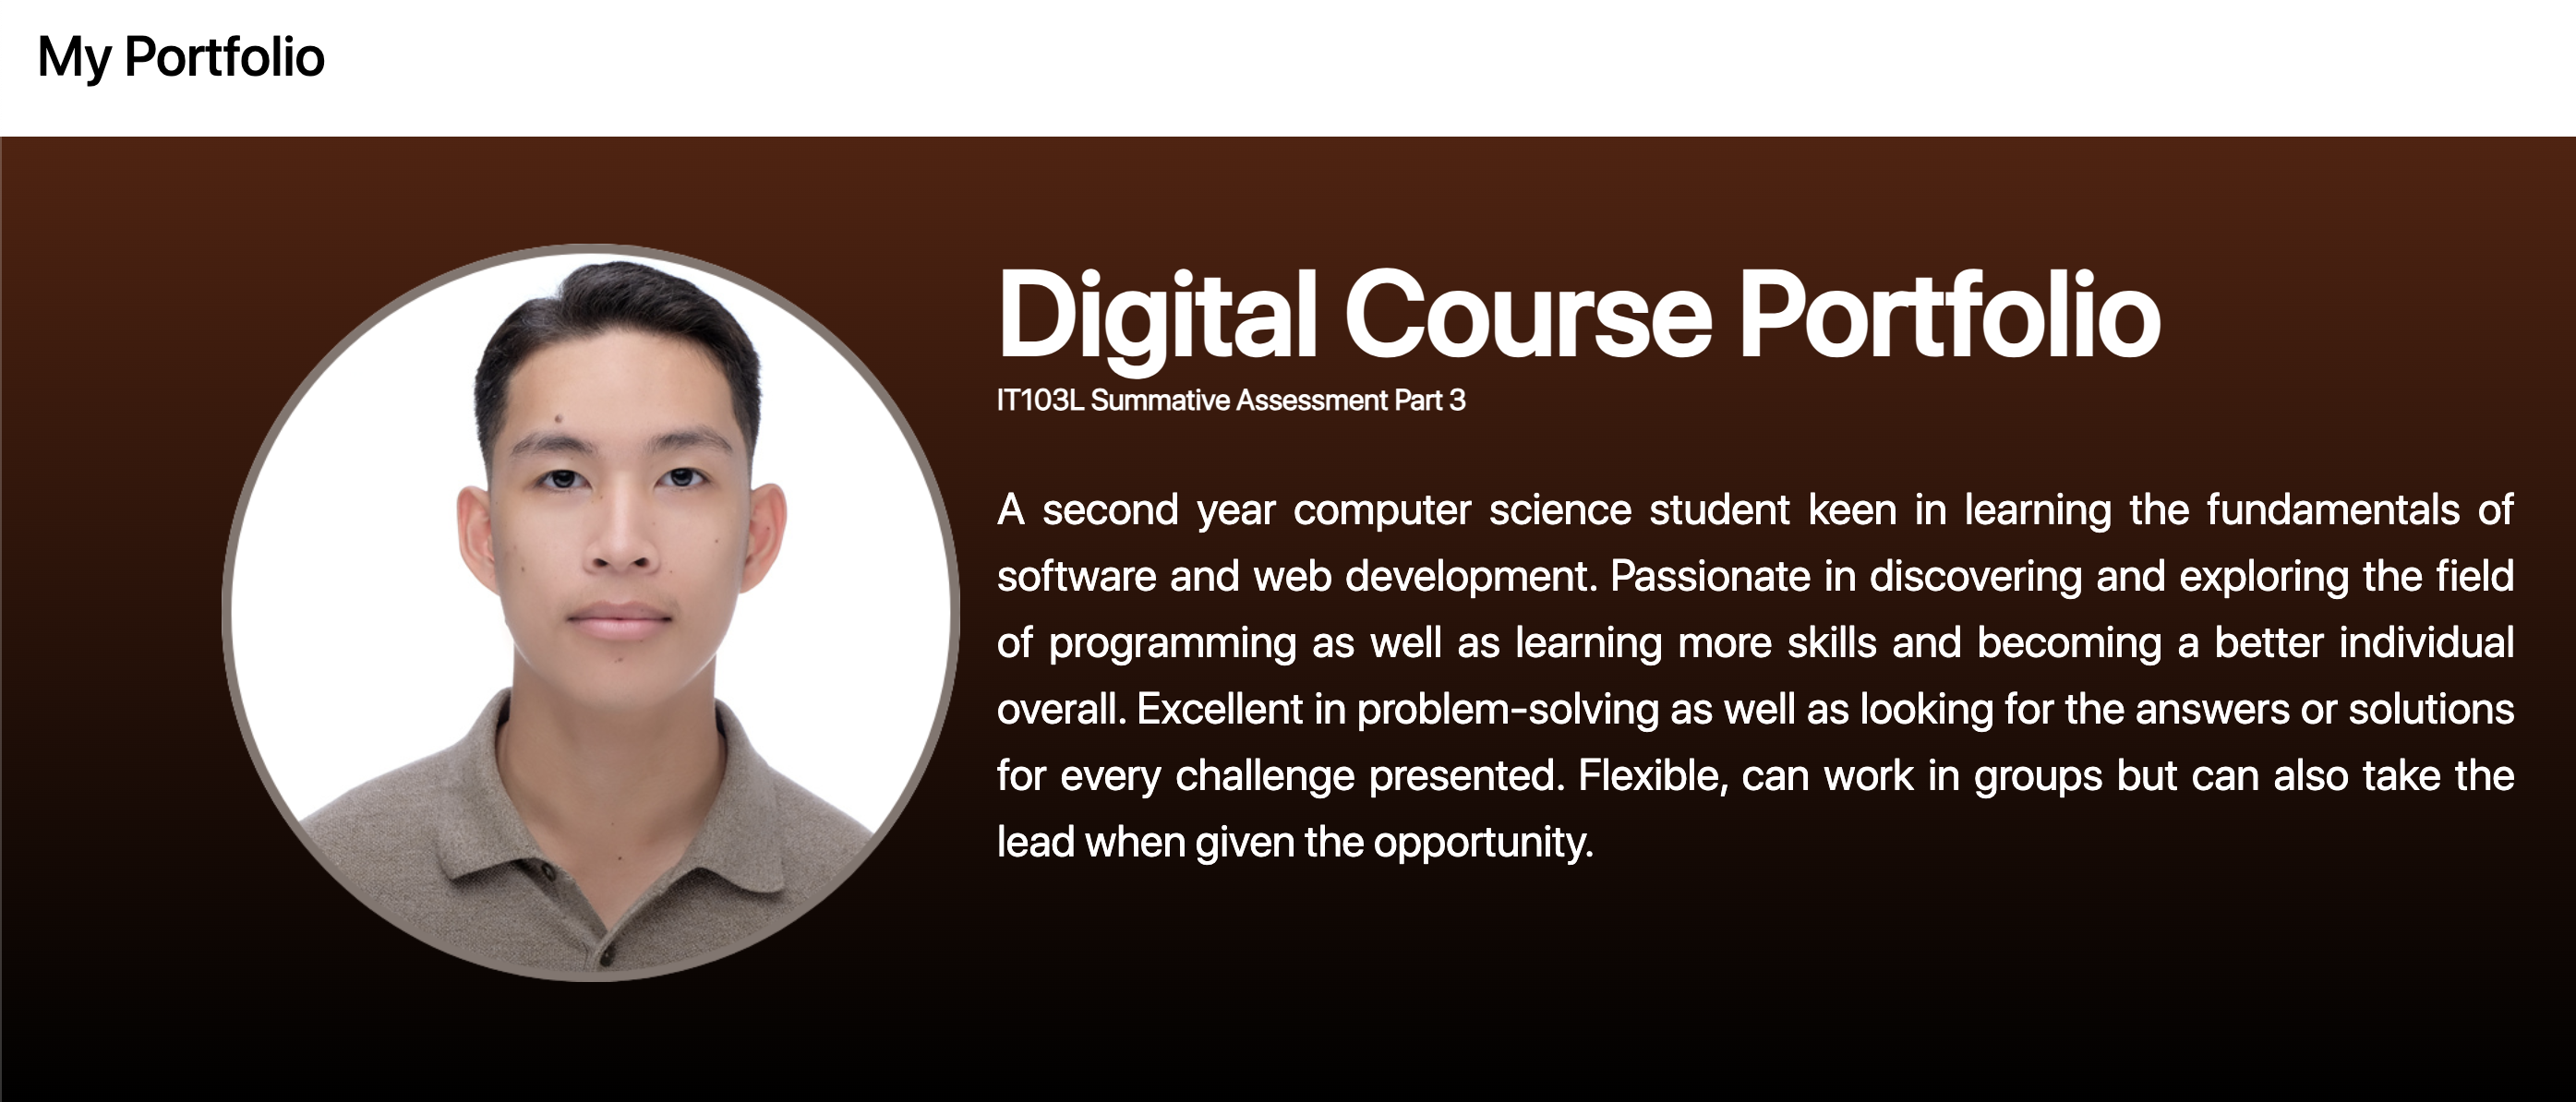 My Portfolio
Digital Course Portfolio
IT103L Summative Assessment Part 3
A second year computer science student keen in learning the fundamentals of
software and web development. Passionate in discovering and exploring the field
of programming as well as learning more skills and becoming a better individual
overall. Excellent in problem-solving as well as looking for the answers or solutions
for every challenge presented. Flexible, can work in groups but can also take the
lead when given the opportunity.